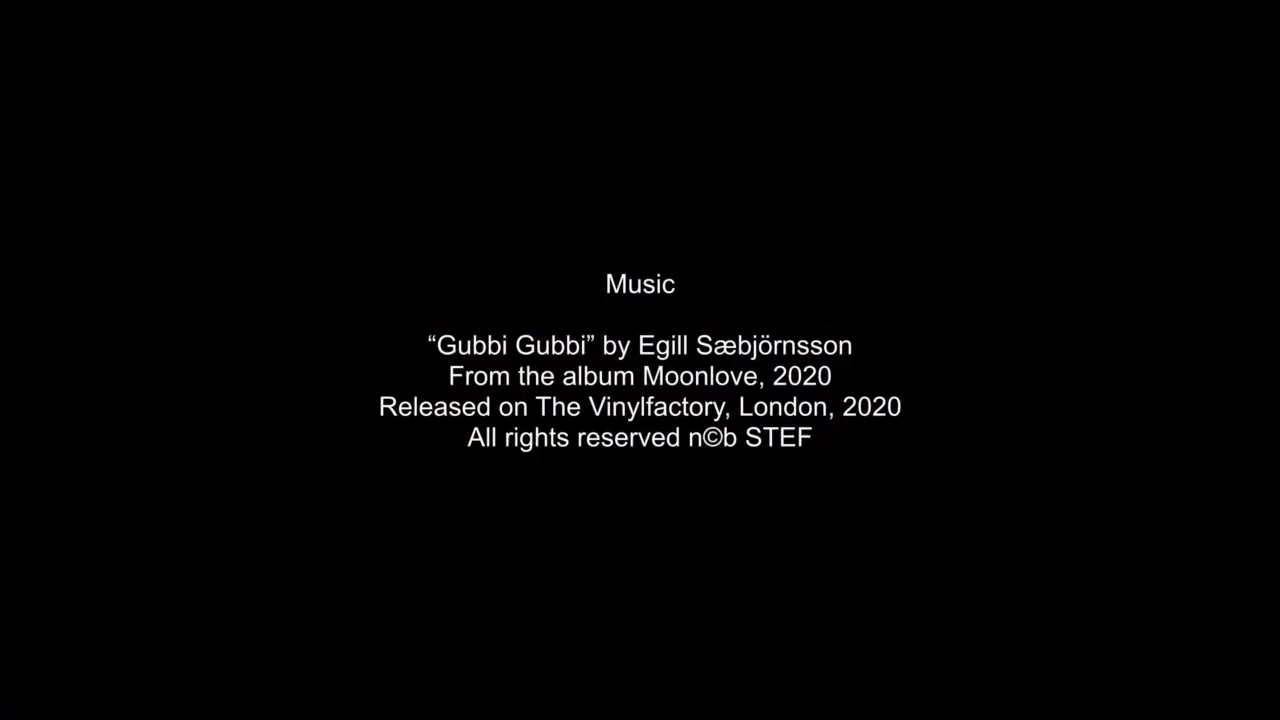 Music
“Gubbi Gubbi” by Egill Sæbjörnsson
From the album Moonlove, 2020
Released on The Vinylfactory, London, 2020
All rights reserved n©b STEF